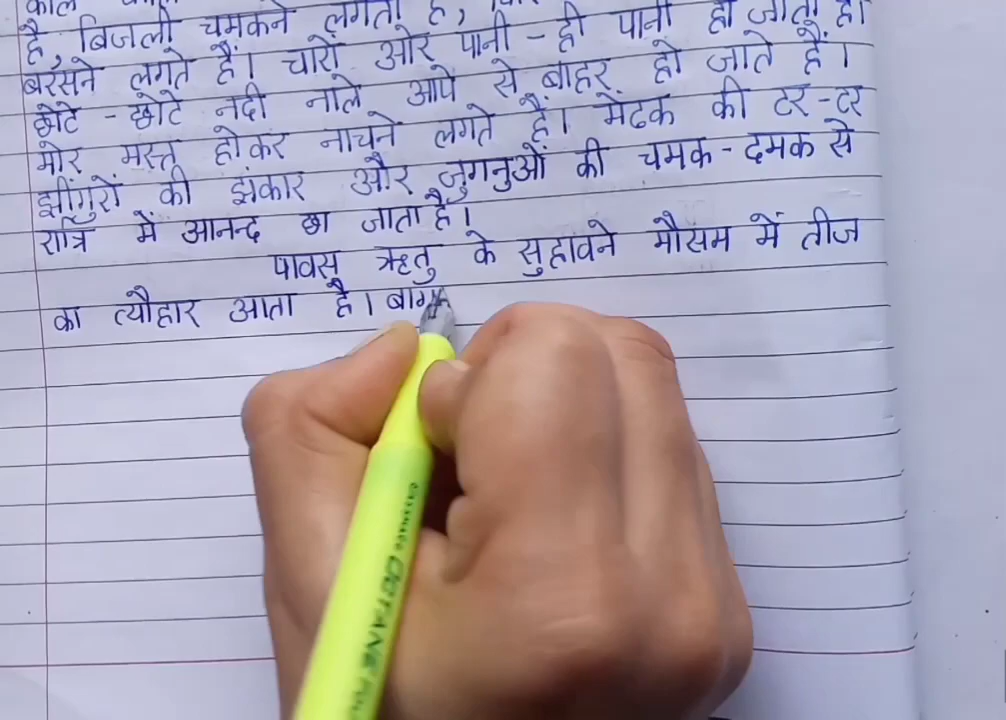 है, बिजली चमकने लगती है,
बरसने लगते हैं। चारों ओर पानी - ही पानी हो जाता है।
छोटे - छोटे नदी नाले आपे से बाहर हो जाते हैं।
मोर मस्त होकर नाचने लगते हैं। मेंढक की टर - टर
झींगुरों की झंकार और जुगनुओं की चमक - दमक से
रात्रि में आनन्द छा जाता है।
पावस ऋतु के सुहावने मौसम में तीज
का त्यौहार आता है। बाग
OCTANE